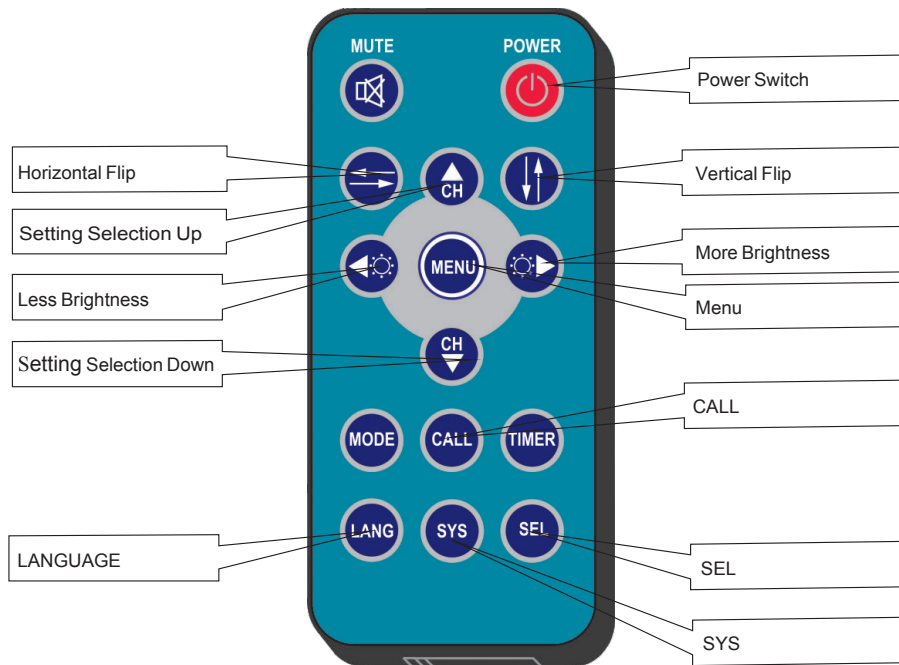 MUTE
POWER
Power Switch
Horizontal Flip
Vertical Flip
CH
Setting Selection Up
More Brightness
MENU
Less Brightness
Menu
CH
Setting Selection Down
CALL
MODE
CALL
TIMER
LANG
SYS
SEL
LANGUAGE
SEL
SYS